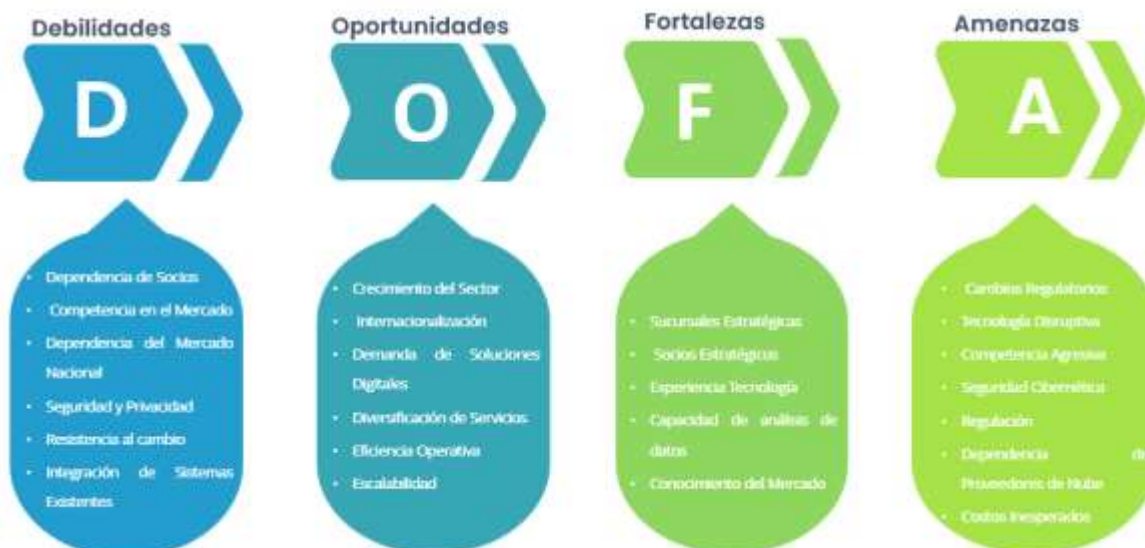 Debilidades
D
• Dependencia de Socios
• Competencia en el Mercado
• Dependencia del Mercado
Nacional
• Seguridad y Privacidad
• Resistencia al cambio
• Integración de Sistemas
Existentes
Oportunidades
O
• Crecimiento del Sector
• Internacionalización
• Demanda de Soluciones
Digitales
• Diversificación de Servicios
• Eficiencia Operativa
• Escalabilidad
Fortalezas
F
• Sucursales Estratégicas
• Socios Estratégicos
• Experiencia Tecnología
• Capacidad de análisis de
datos
• Conocimiento del Mercado
Amenazas
A
• Cambios Regulatorios
• Tecnología Disruptiva
• Competencia Agresiva
• Seguridad Cibernética
• Regulación
• Dependencia de
Proveedores de Nube
• Costos Inesperados